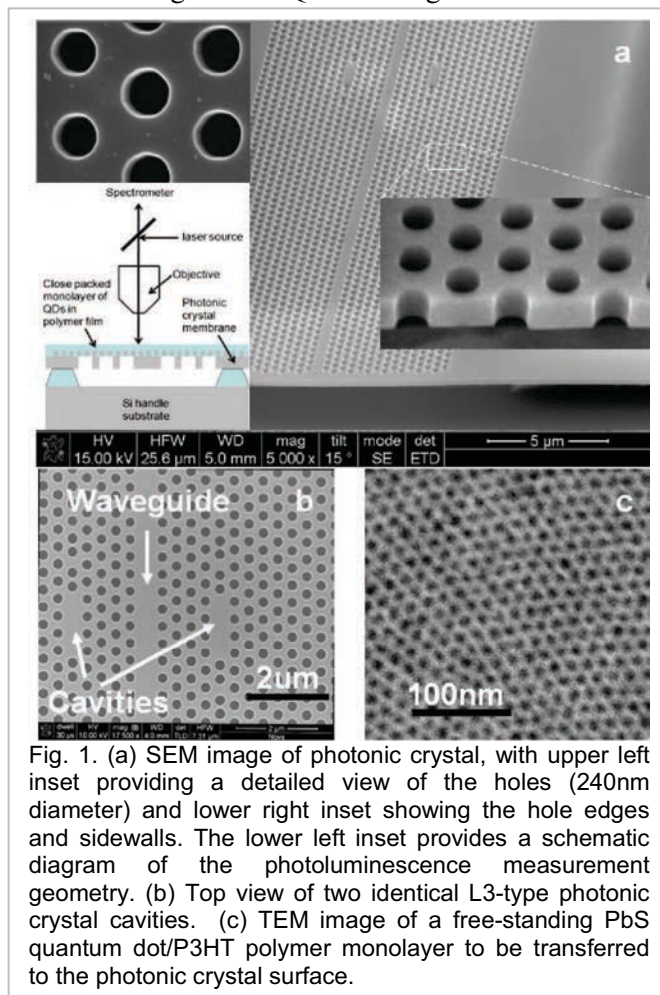 a
Spectrometer
laser source
Objective
Close packed
monolayer
of QDs in
polymer film
Photonic
crystal
membrane
Si handle
substrate
HV HFW WD mag tilt mode det
15.00 kV 25.6 µm 5.0 mm 5 000 x 15 ° SE ETD
5 µm
Waveguide
b
Cavities
2um
c
100nm
Fig. 1. (a) SEM image of photonic crystal, with upper left
inset providing a detailed view of the holes (240nm
diameter) and lower right inset showing the hole edges
and sidewalls. The lower left inset provides a schematic
diagram of the photoluminescence measurement
geometry. (b) Top view of two identical L3-type photonic
crystal cavities. (c) TEM image of a free-standing PbS
quantum dot/P3HT polymer monolayer to be transferred
to the photonic crystal surface.